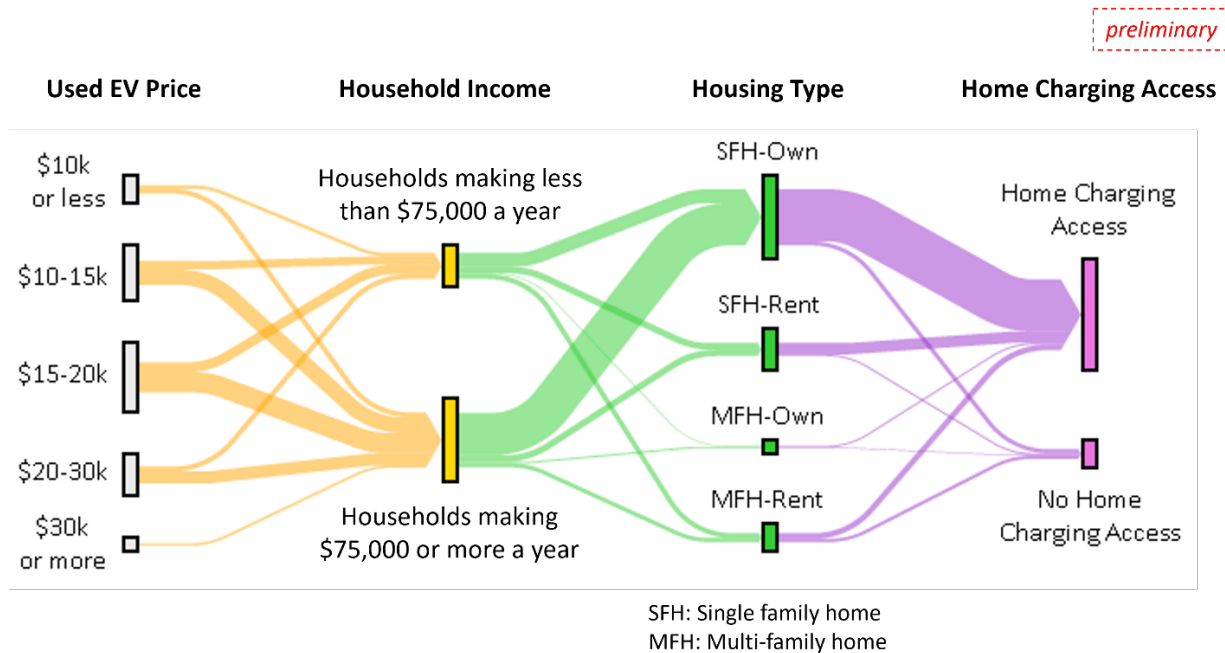 preliminary
Used EV Price
Household Income
Housing Type
Home Charging Access
$10k
or less
$10-15k
$15-20k
$20-30k
$30k
or more
Households making less
than $75,000 a year
Households making
$75,000 or more a year
SFH-Own
SFH-Rent
MFH-Own
MFH-Rent
Home Charging
Access
No Home
Charging Access
SFH: Single family home
MFH: Multi-family home